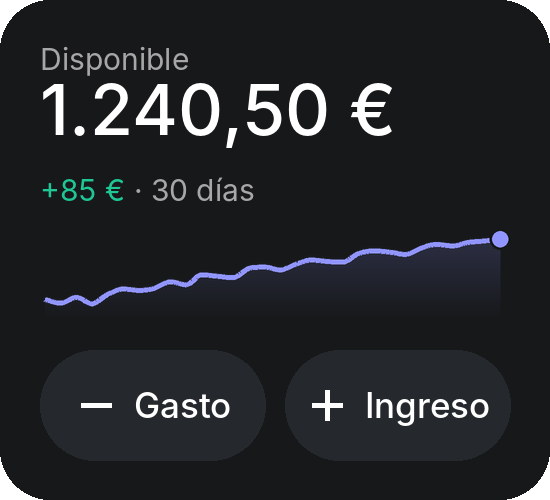 Disponible
1.240,50 €
+85 € · 30 días
− Gasto
+ Ingreso